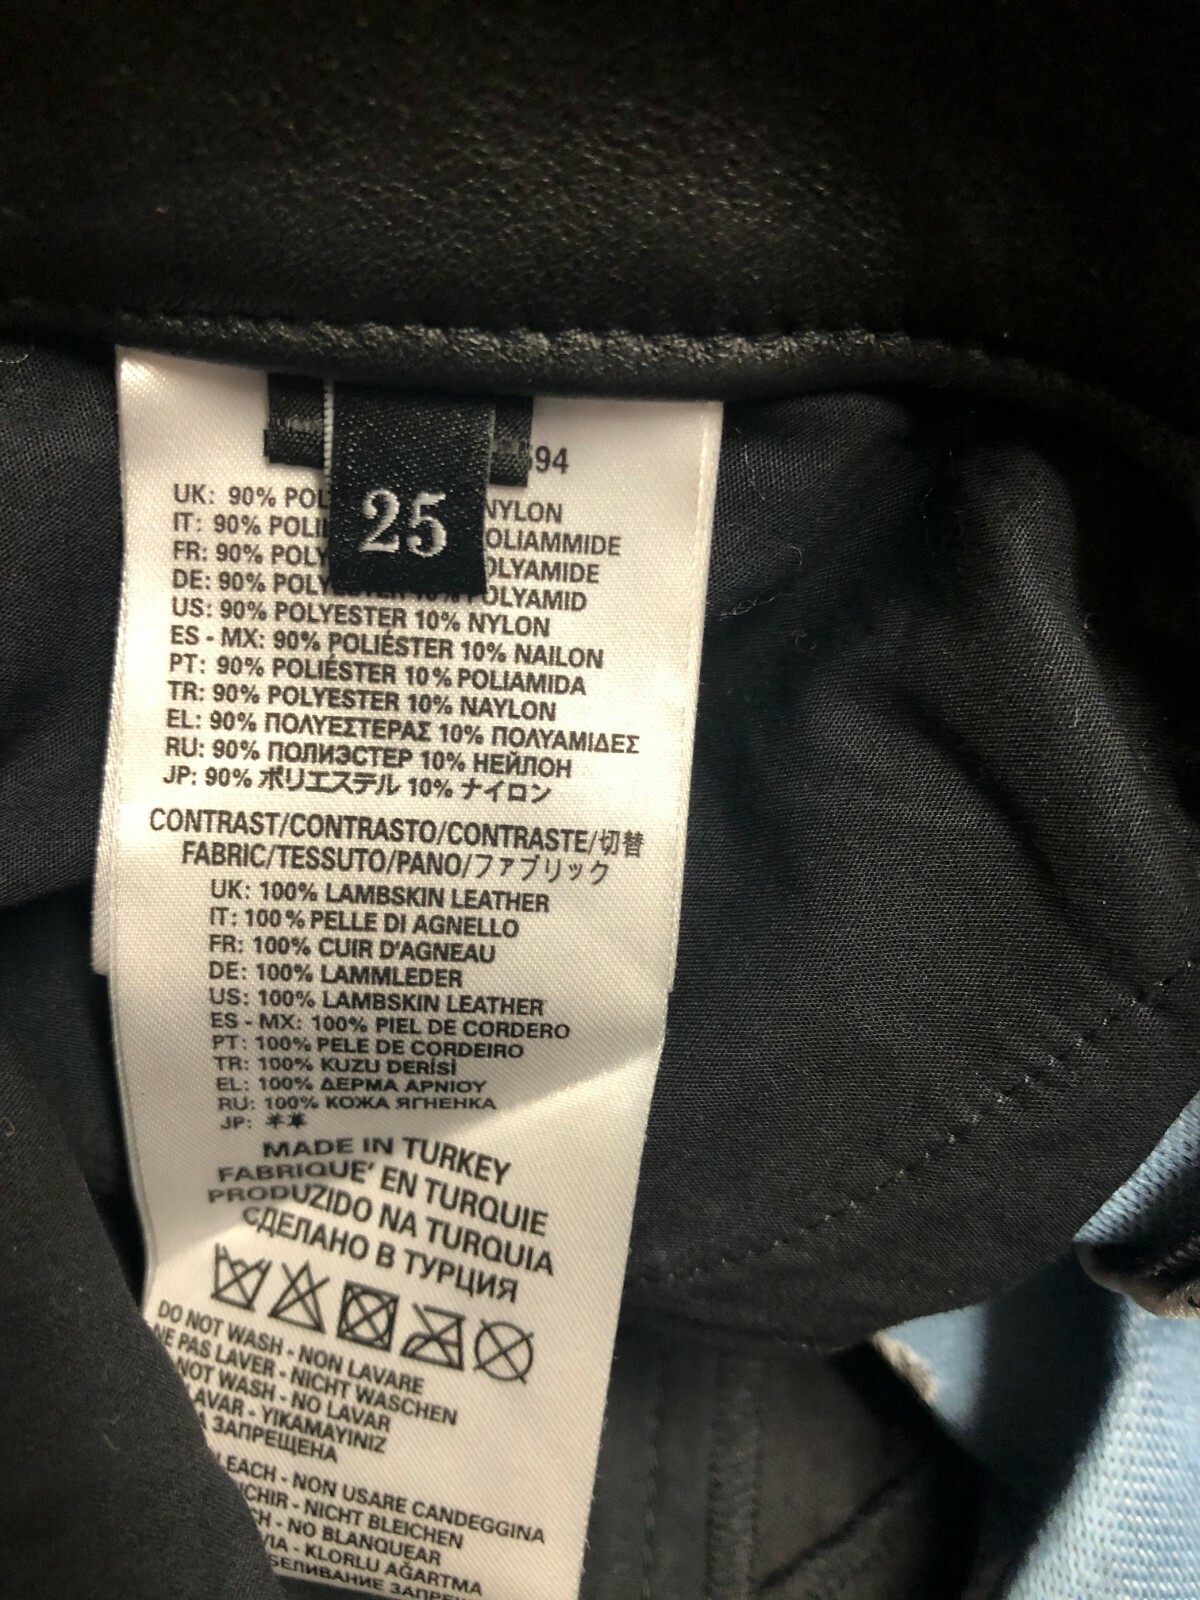 594
25
UK: 90% POL NYLON
IT: 90% POLI OLIAMMIDE
FR: 90% POLY OLYAMIDE
DE: 90% POLY 10% POLYAMID
US: 90% POLYESTER 10% NYLON
ES - MX: 90% POLIÉSTER 10% NAILON
PT: 90% POLIÉSTER 10% POLIAMIDA
TR: 90% POLYESTER 10% NAYLON
EL: 90% ΠΟΛΥΕΣΤΕΡΑΣ 10% ΠΟΛΥΑΜΙΔΕΣ
RU: 90% ПОЛИЭСТЕР 10% НЕЙЛОН
JP: 90% ポリエステル 10% ナイロン
CONTRAST/CONTRASTO/CONTRASTE/切替
FABRIC/TESSUTO/PANO/ファブリック
UK: 100% LAMBSKIN LEATHER
IT: 100% PELLE DI AGNELLO
FR: 100% CUIR D'AGNEAU
DE: 100% LAMMLEDER
US: 100% LAMBSKIN LEATHER
ES - MX: 100% PIEL DE CORDERO
PT: 100% PELE DE CORDEIRO
TR: 100% KUZU DERİSİ
EL: 100% ΔΕΡΜΑ ΑΡΝΙΟΥ
RU: 100% КОЖА ЯГНЕНКА
JP: 羊革
MADE IN TURKEY
FABRIQUE' EN TURQUIE
PRODUZIDO NA TURQUIA
СДЕЛАНО В ТУРЦИЯ
DO NOT WASH - NON LAVARE
NE PAS LAVER - NICHT WASCHEN
NOT WASH - NO LAVAR
LAVAR - YIKAMAYINIZ
А ЗАПРЕЩЕНА
LEACH - NON USARE CANDEGGINA
CHIR - NICHT BLEICHEN
CH - NO BLANQUEAR
VIA - KLORLU AĞARTMA
БЕЛИВАНИЕ ЗАПРЕ